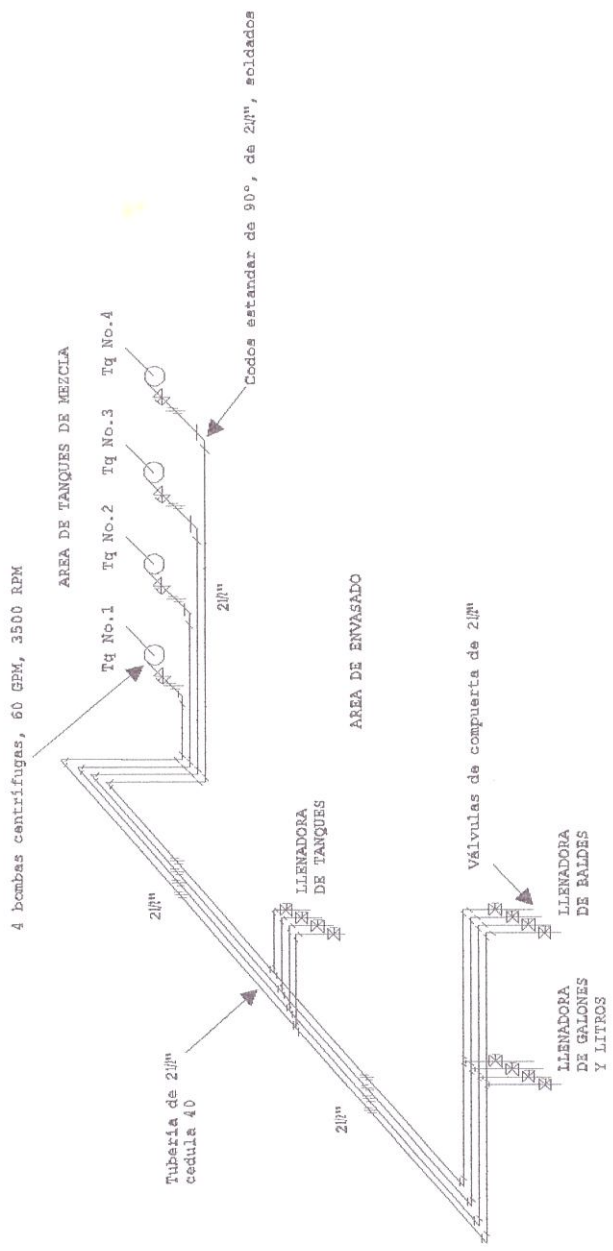 4 bombas centrífugas, 60 GPM, 3500 RPM
AREA DE TANQUES DE MEZCLA
Tq No.1
Tq No.2
Tq No.3
Tq No.4
Codos estandar de 90°, de 21/2", soldados
21/2"
21/2"
Tubería de 21/2"
cedula 40
LLENADORA
DE TANQUES
AREA DE ENVASADO
21/2"
Válvulas de compuerta de 21/2"
LLENADORA
DE GALONES
Y LITROS
LLENADORA
DE BALDES